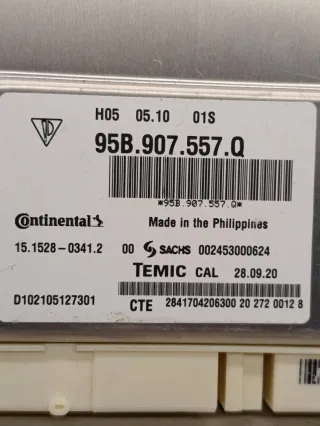 H05 05.10 01S
95B.907.557.Q
*95B.907.557.Q*
Continental Made in the Philippines
15.1528-0341.2 00 SACHS 002453000624
TEMIC CAL 28.09.20
D102105127301 CTE 2841704206300 20 272 0012 8